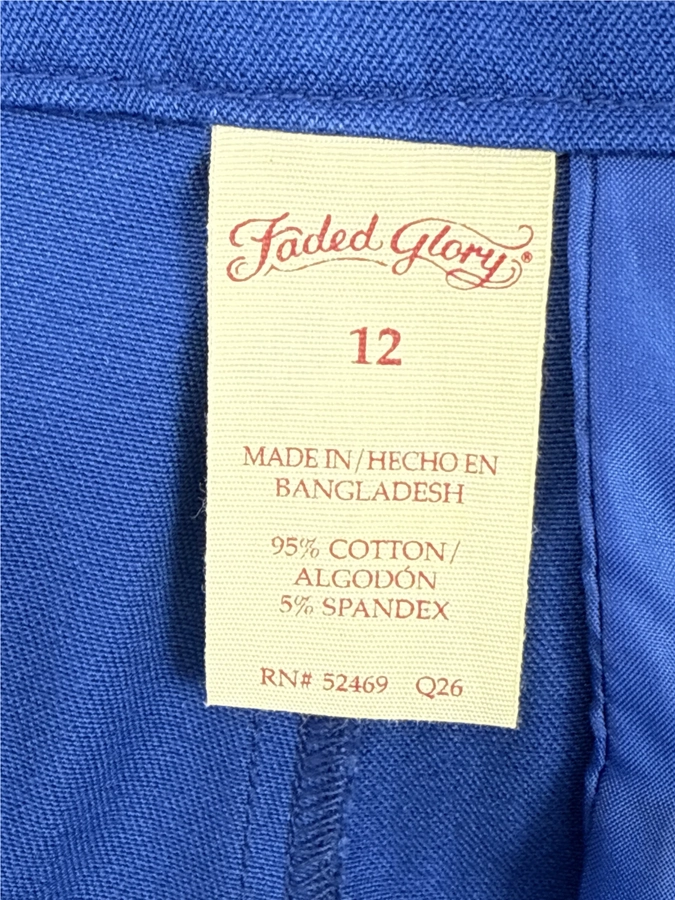 Faded Glory®
12
MADE IN/HECHO EN
BANGLADESH
95% COTTON/
ALGODÓN
5% SPANDEX
RN# 52469 Q26